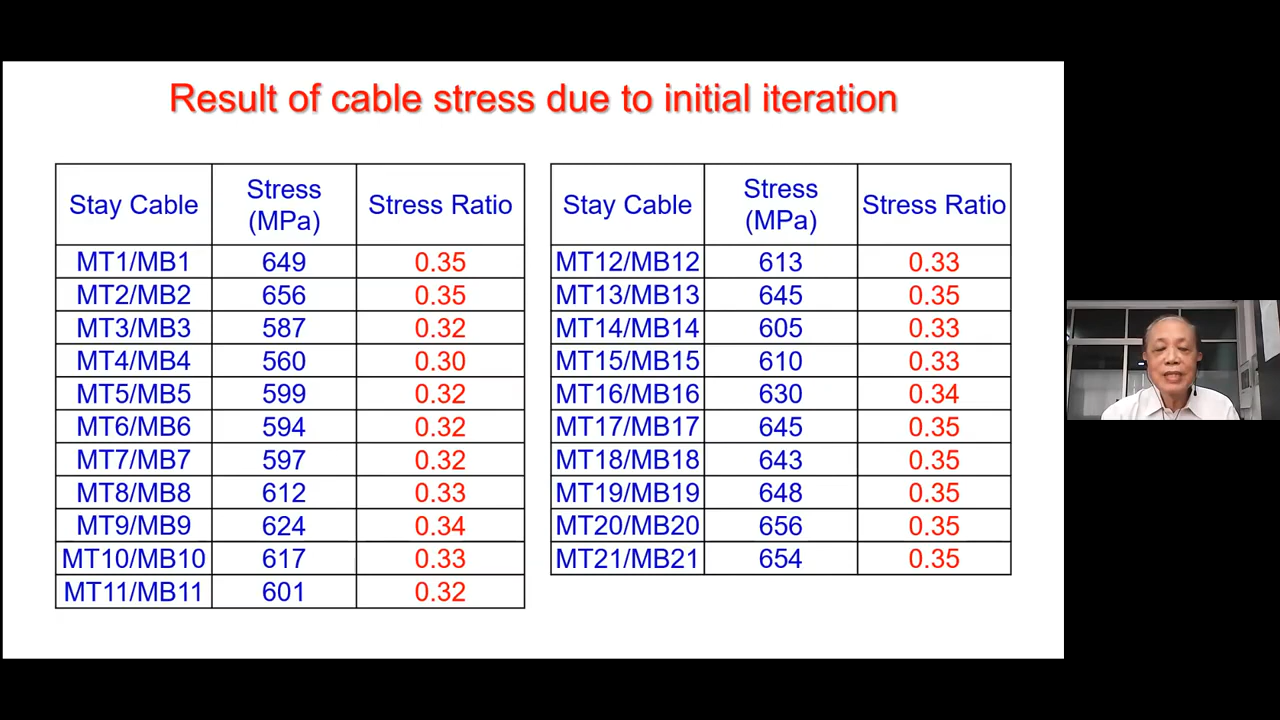 Result of cable stress due to initial iteration
Stay Cable Stress (MPa) Stress Ratio
MT1/MB1 649 0.35
MT2/MB2 656 0.35
MT3/MB3 587 0.32
MT4/MB4 560 0.30
MT5/MB5 599 0.32
MT6/MB6 594 0.32
MT7/MB7 597 0.32
MT8/MB8 612 0.33
MT9/MB9 624 0.34
MT10/MB10 617 0.33
MT11/MB11 601 0.32
Stay Cable Stress (MPa) Stress Ratio
MT12/MB12 613 0.33
MT13/MB13 645 0.35
MT14/MB14 605 0.33
MT15/MB15 610 0.33
MT16/MB16 630 0.34
MT17/MB17 645 0.35
MT18/MB18 643 0.35
MT19/MB19 648 0.35
MT20/MB20 656 0.35
MT21/MB21 654 0.35